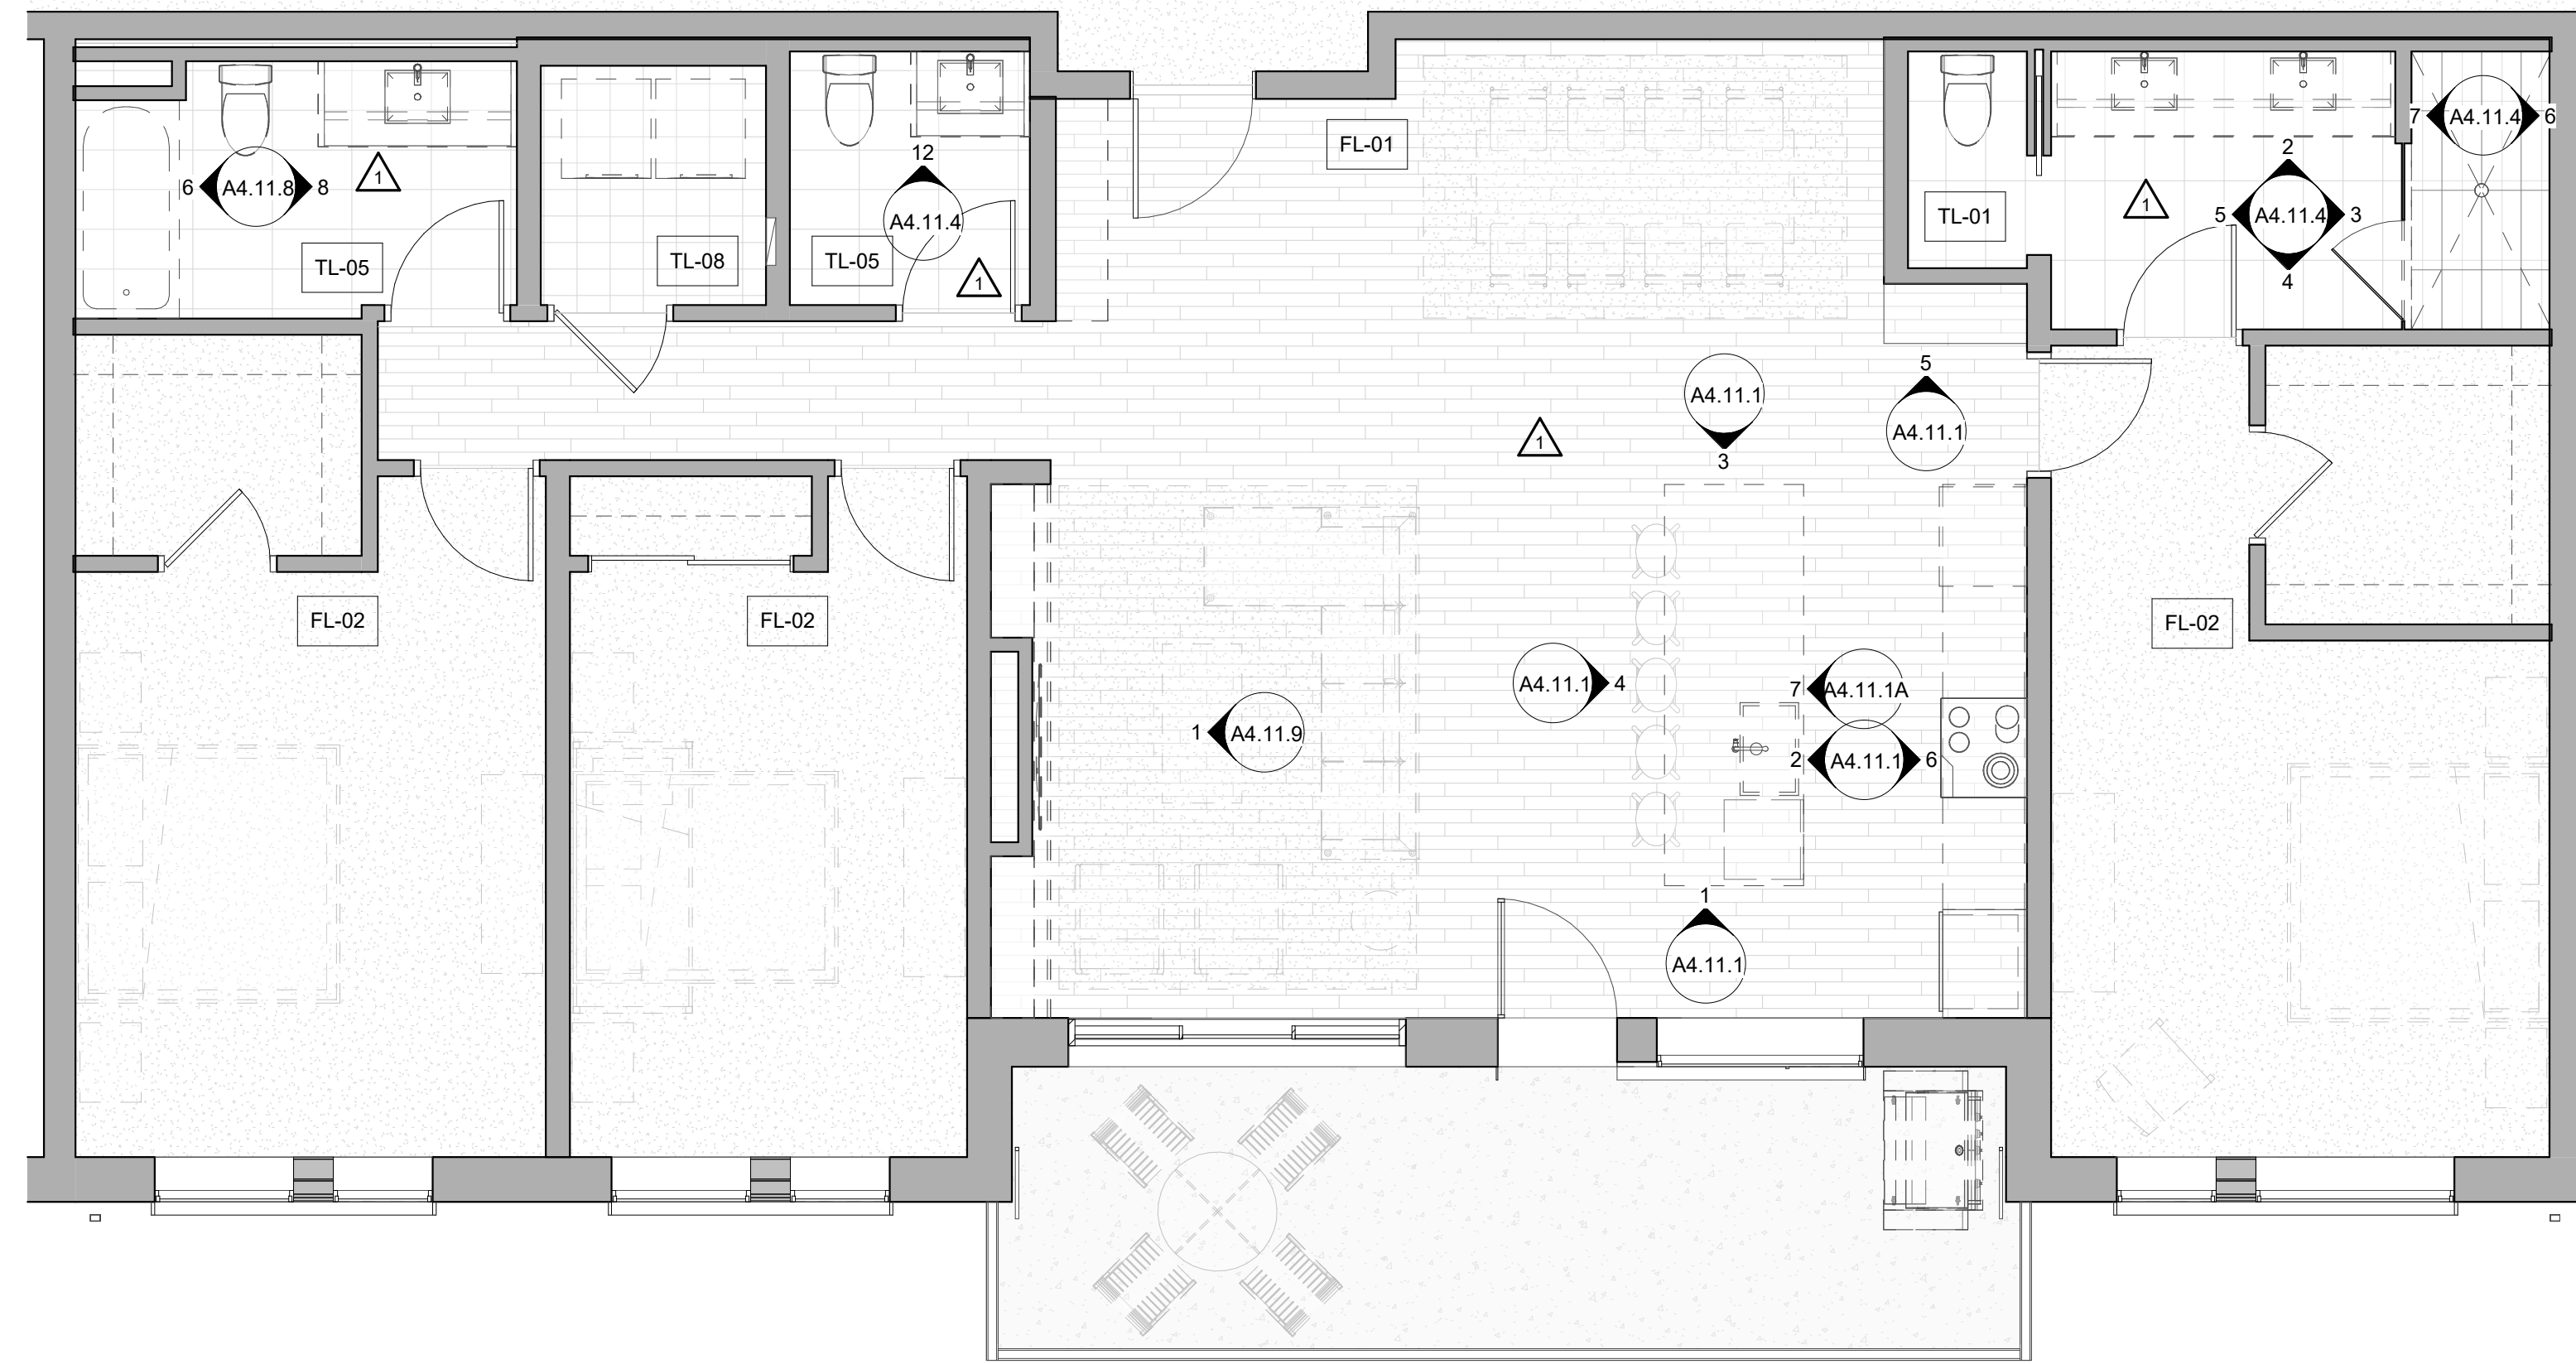 FL-01
7 A4.11.4 6
6 A4.11.8 8
1
12
A4.11.4
2
5 A4.11.4 3
4
1
TL-01
TL-05
TL-08
TL-05
1
A4.11.1
3
5
A4.11.1
1
FL-02
FL-02
FL-02
A4.11.1 4
7 A4.11.1A
1 A4.11.9
2 A4.11.1 6
1
A4.11.1